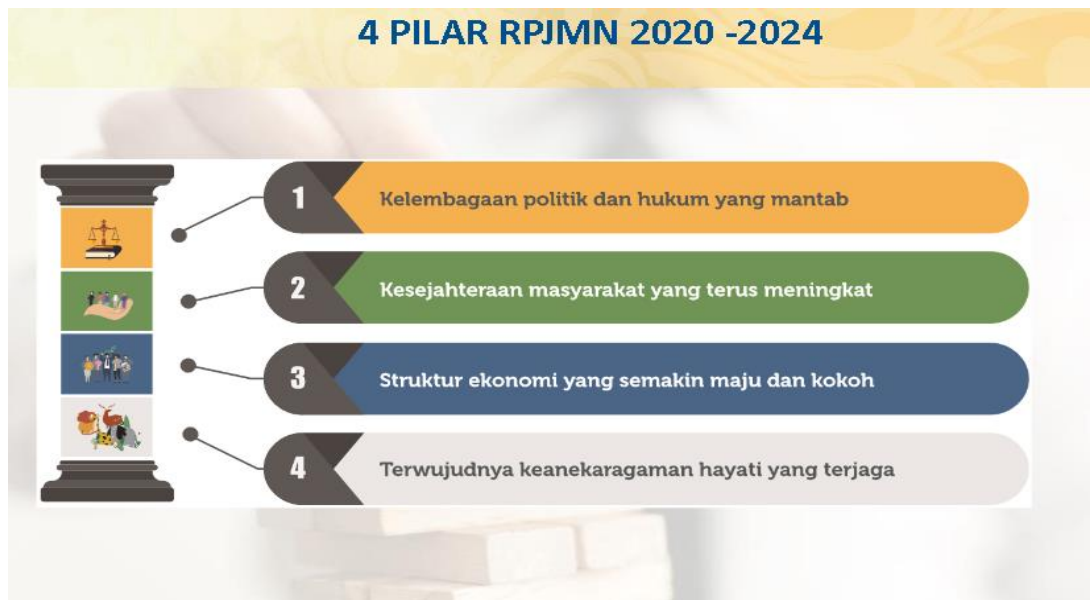 4 PILAR RPJMN 2020 -2024
1 Kelembagaan politik dan hukum yang mantab
2 Kesejahteraan masyarakat yang terus meningkat
3 Struktur ekonomi yang semakin maju dan kokoh
4 Terwujudnya keanekaragaman hayati yang terjaga